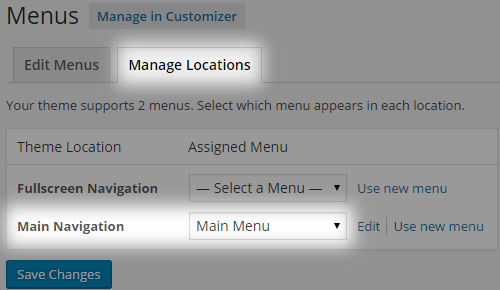 Menus Manage in Customizer
Edit Menus Manage Locations
Your theme supports 2 menus. Select which menu appears in each location.
Theme Location Assigned Menu
Fullscreen Navigation — Select a Menu — Use new menu
Main Navigation Main Menu Edit Use new menu
Save Changes